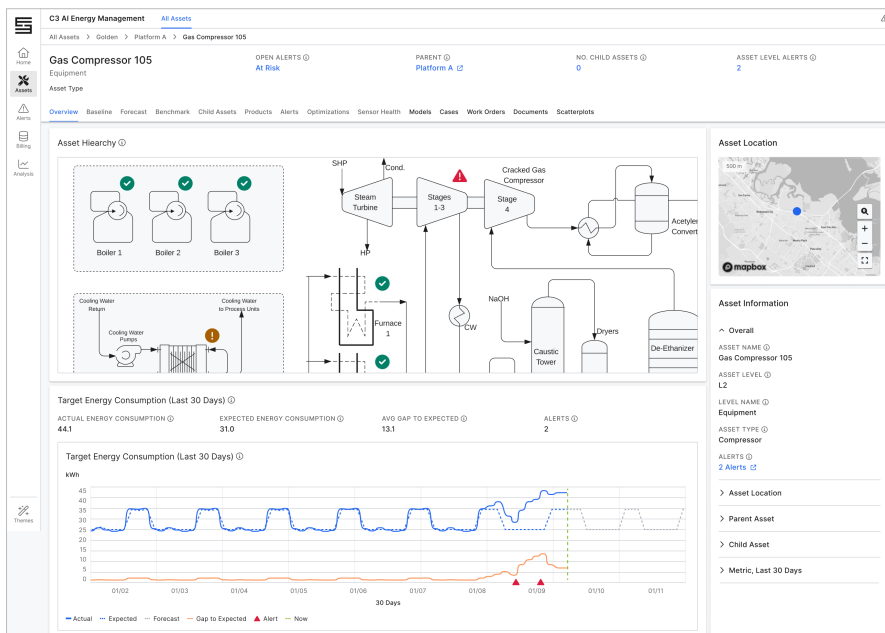 C3 AI Energy Management
All Assets
All Assets > Golden > Platform A > Gas Compressor 105
Home
Assets
Alerts
Billing
Analysis
Themes
Gas Compressor 105
Equipment
Asset Type
OPEN ALERTS
At Risk
PARENT
Platform A
NO. CHILD ASSETS
0
ASSET LEVEL ALERTS
2
Overview Baseline Forecast Benchmark Child Assets Products Alerts Optimizations Sensor Health Models Cases Work Orders Documents Scatterplots
Asset Hiearchy
Boiler 1
Boiler 2
Boiler 3
Cooling Water
Return
Cooling Water
to Process Units
Cooling Water
Pumps
SHP
Cond.
Steam
Turbine
HP
Stages
1-3
Stage
4
Cracked Gas
Compressor
Acetylen
Convert
Furnace
1
CW
NaOH
Caustic
Tower
Dryers
De-Ethanizer
Target Energy Consumption (Last 30 Days)
ACTUAL ENERGY CONSUMPTION
44.1
EXPECTED ENERGY CONSUMPTION
31.0
AVG GAP TO EXPECTED
13.1
ALERTS
2
Target Energy Consumption (Last 30 Days)
kWh
45
40
35
30
25
20
15
10
5
0
01/02 01/03 01/04 01/05 01/06 01/07 01/08 01/09 01/10 01/11
30 Days
Actual Expected Forecast Gap to Expected Alert Now
Asset Location
500 m
mapbox
Asset Information
Overall
ASSET NAME
Gas Compressor 105
ASSET LEVEL
L2
LEVEL NAME
Equipment
ASSET TYPE
Compressor
ALERTS
2 Alerts
Asset Location
Parent Asset
Child Asset
Metric, Last 30 Days